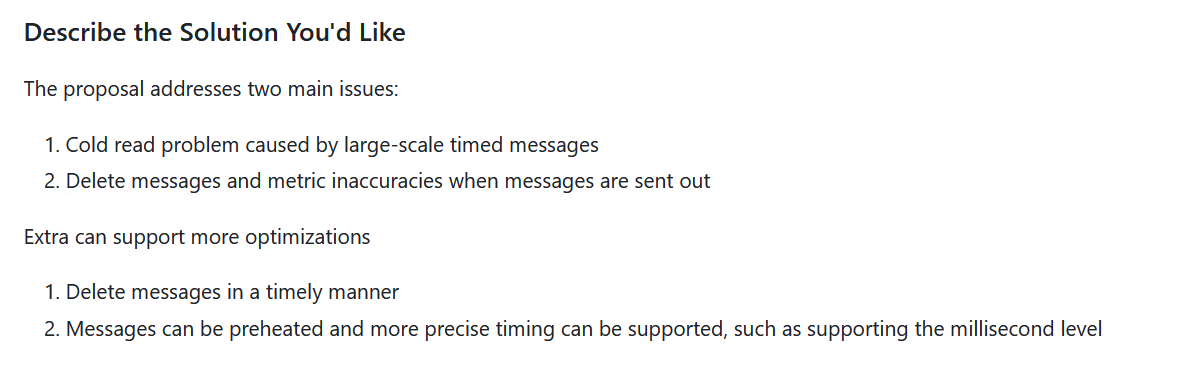 Describe the Solution You'd Like
The proposal addresses two main issues:
1. Cold read problem caused by large-scale timed messages
2. Delete messages and metric inaccuracies when messages are sent out
Extra can support more optimizations
1. Delete messages in a timely manner
2. Messages can be preheated and more precise timing can be supported, such as supporting the millisecond level